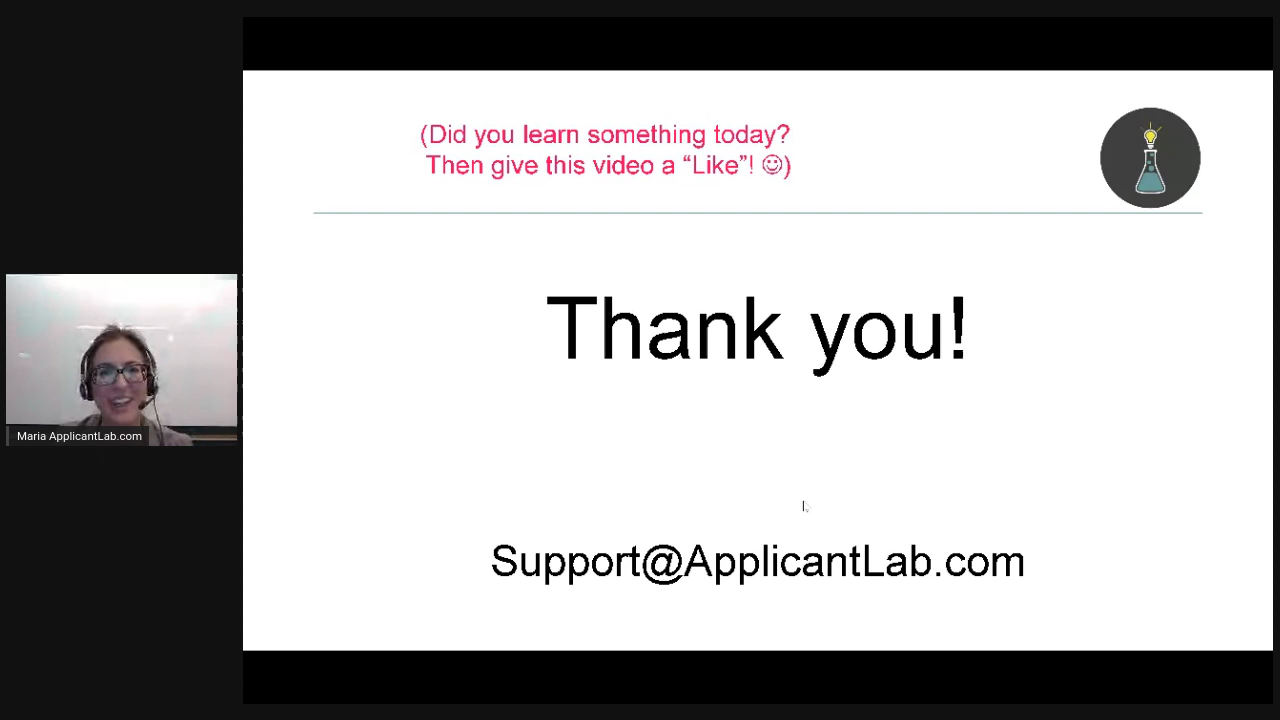 (Did you learn something today?
Then give this video a “Like”! ☺)
Thank you!
Maria ApplicantLab.com
Support@ApplicantLab.com